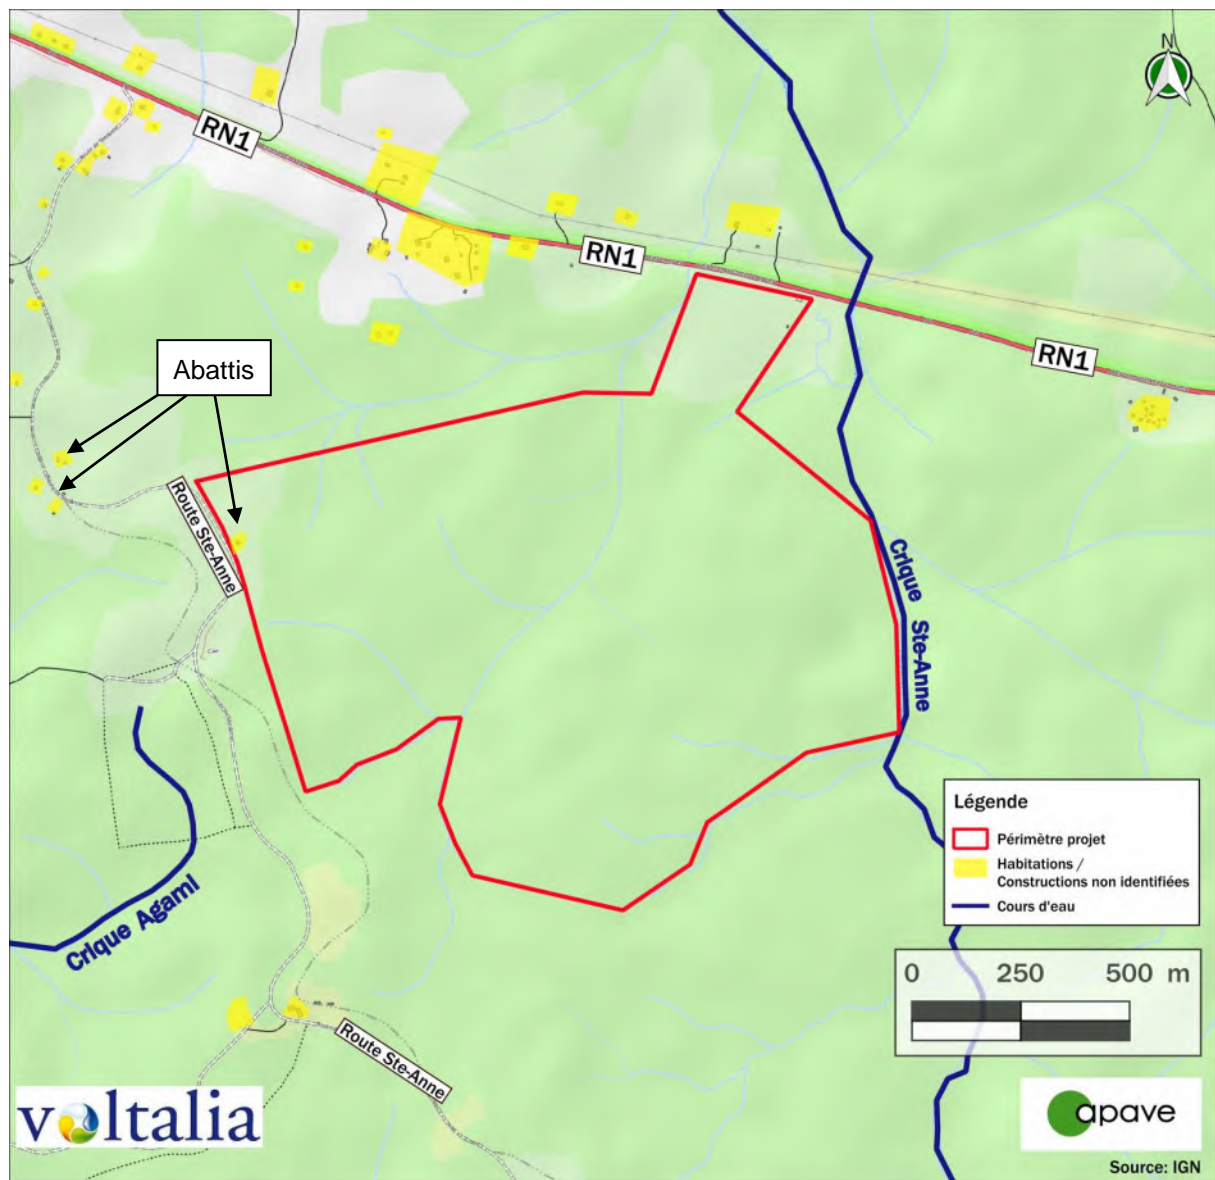 N
RN1
RN1
RN1
Abattis
Route Ste-Anne
Crique
Ste-Anne
Crique Agami
Route Ste-Anne
Légende
Périmètre projet
Habitations /
Constructions non identifiées
Cours d'eau
0 250 500 m
voltalia
apave
Source: IGN